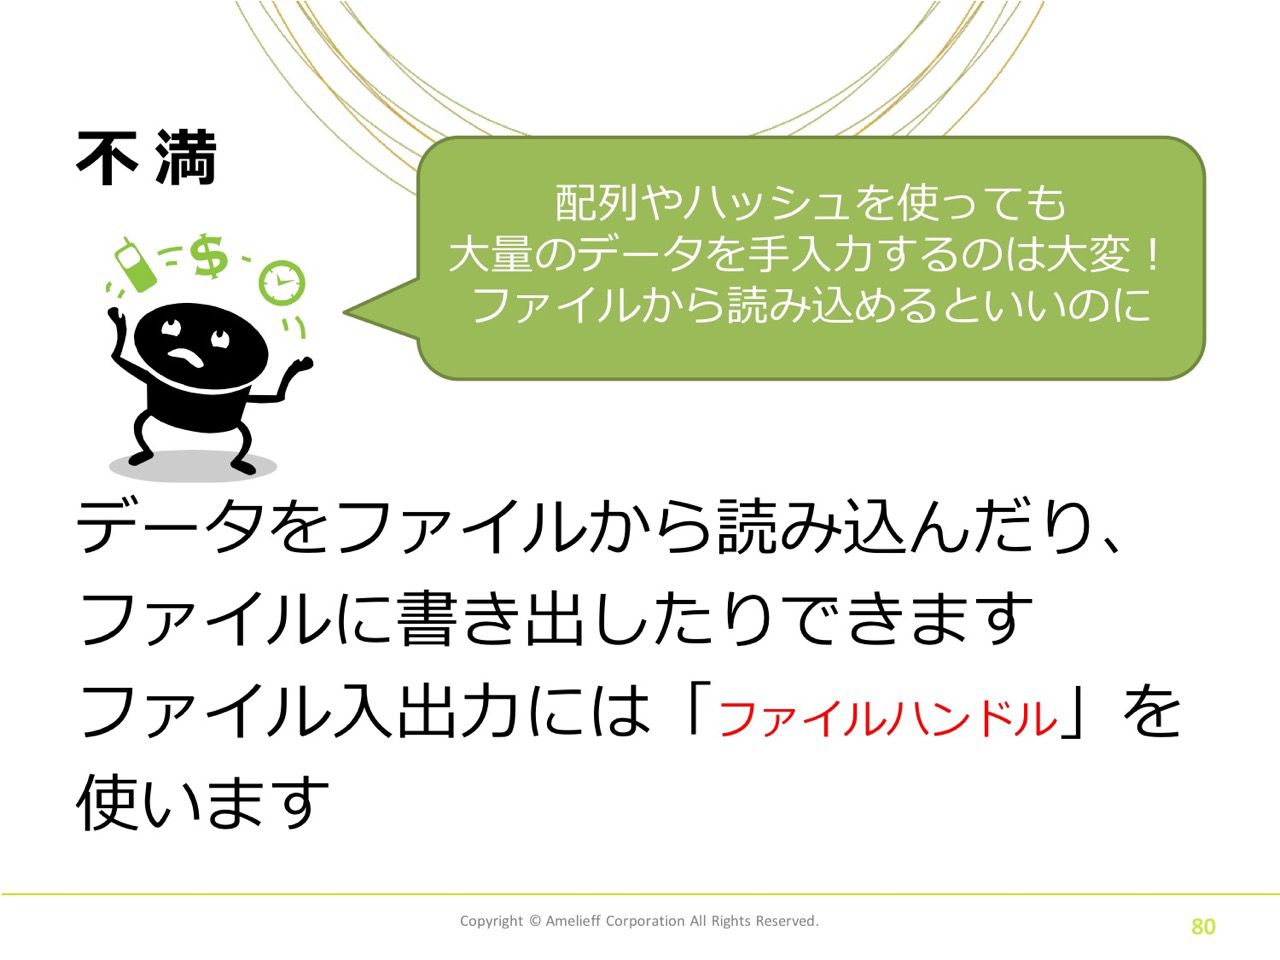 不満
配列やハッシュを使っても
大量のデータを手入力するのは大変！
ファイルから読み込めるといいのに
$
データをファイルから読み込んだり、
ファイルに書き出したりできます
ファイル入出力には「ファイルハンドル」を
使います
Copyright © Amelieff Corporation All Rights Reserved.
80